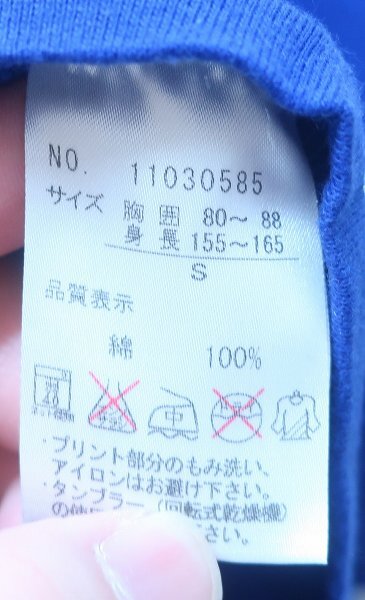 NO. 11030585
サイズ 胸囲 80〜 88
身長 155〜165
S
品質表示
綿 100%
40
中
・プリント部分のもみ洗い、
アイロンはお避け下さい。
・タンブラー(回転式乾燥機)